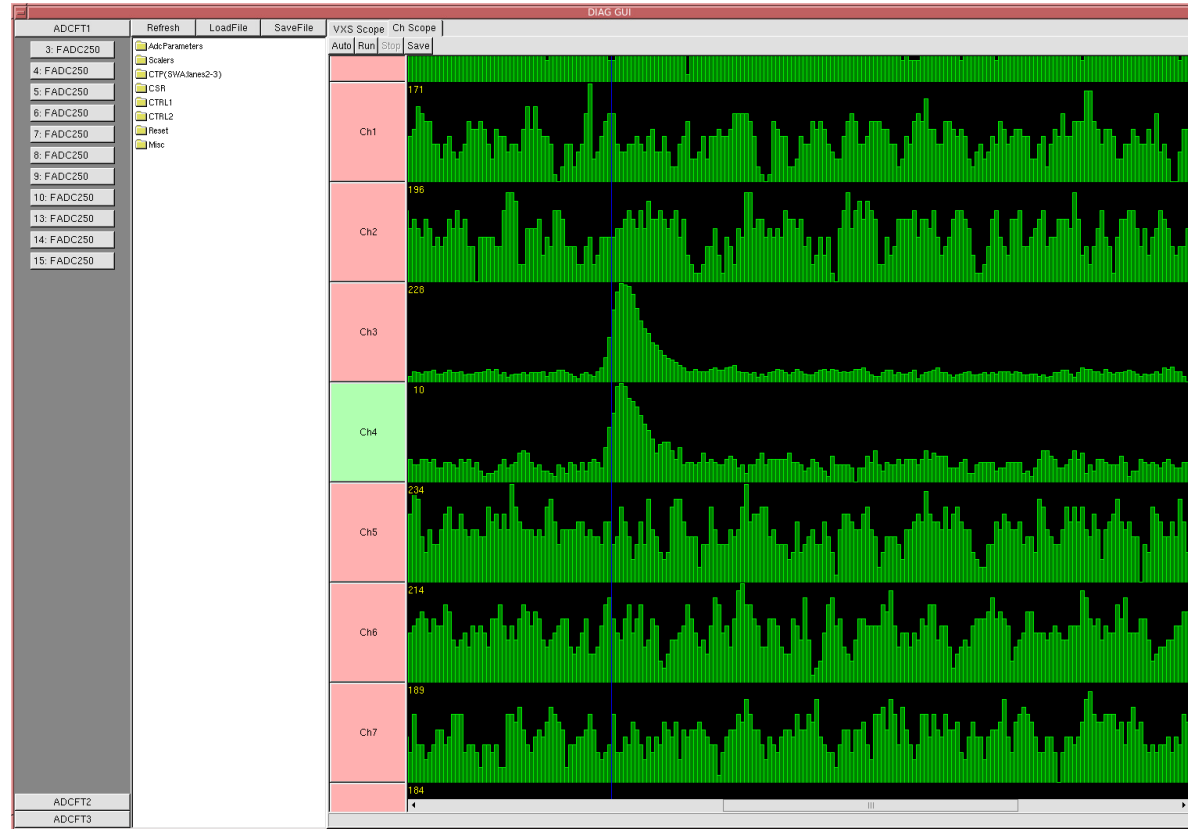 DIAG GUI
ADCFT1
Refresh LoadFile SaveFile
VXS Scope Ch Scope
Auto Run Stop Save
3: FADC250
4: FADC250
5: FADC250
6: FADC250
7: FADC250
8: FADC250
9: FADC250
10: FADC250
13: FADC250
14: FADC250
15: FADC250
AdcParameters
Scalers
CTP(SWA:lanes2-3)
CSR
CTRL1
CTRL2
Reset
Misc
171
Ch1
196
Ch2
228
Ch3
10
Ch4
234
Ch5
214
Ch6
189
Ch7
184
ADCFT2
ADCFT3